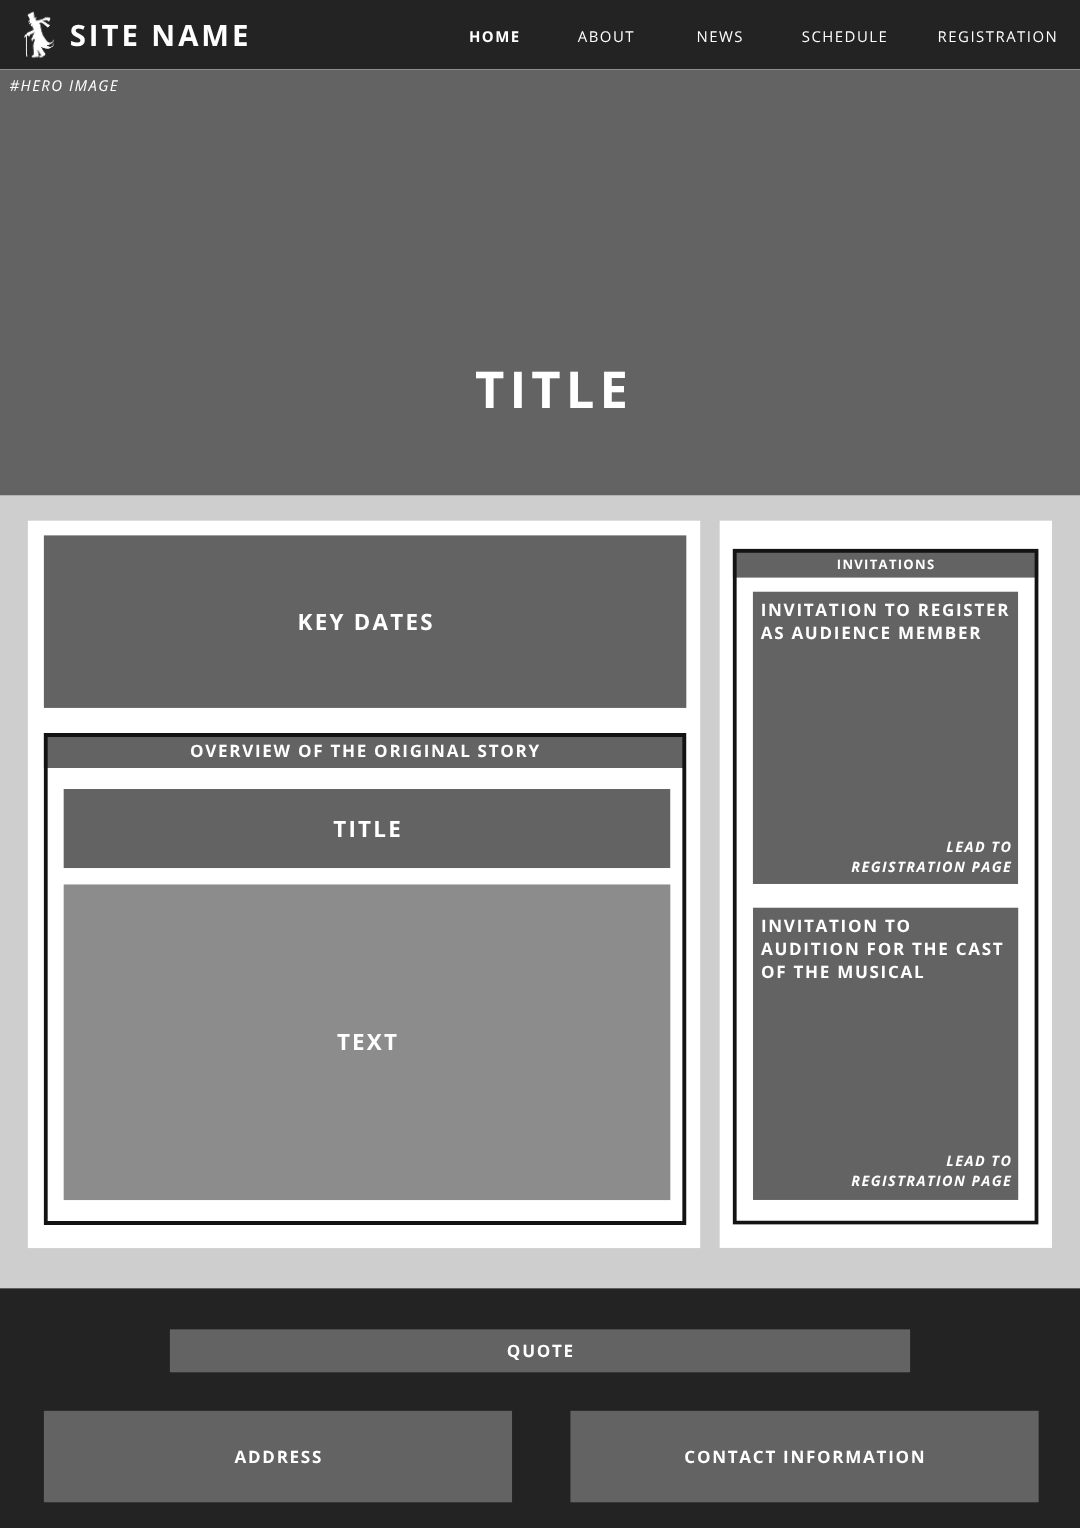 SITE NAME
HOME
ABOUT
NEWS
SCHEDULE
REGISTRATION
#HERO IMAGE
TITLE
KEY DATES
OVERVIEW OF THE ORIGINAL STORY
TITLE
TEXT
INVITATIONS
INVITATION TO REGISTER
AS AUDIENCE MEMBER
LEAD TO
REGISTRATION PAGE
INVITATION TO
AUDITION FOR THE CAST
OF THE MUSICAL
LEAD TO
REGISTRATION PAGE
QUOTE
ADDRESS
CONTACT INFORMATION